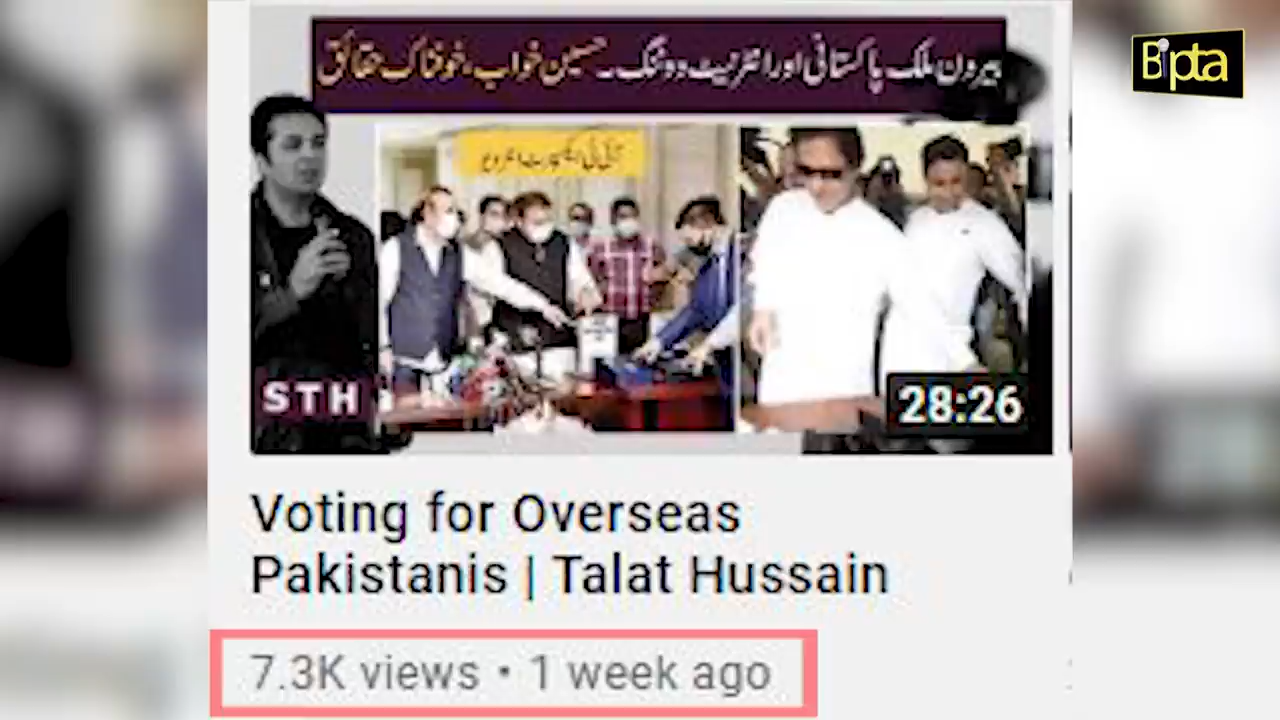 Bipta
بیرون ملک پاکستانی اور انٹرنیٹ ووٹنگ۔ حسین خواب، خوفناک حقائق
STH
28:26
Voting for Overseas
Pakistanis | Talat Hussain
7.3K views • 1 week ago